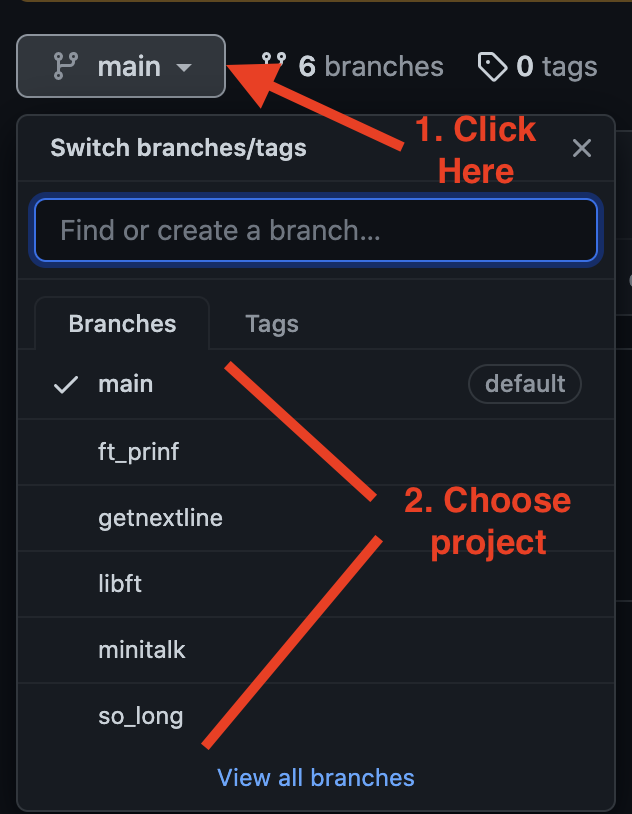 main 6 branches 0 tags
1. Click
Here
Switch branches/tags
Find or create a branch...
Branches Tags
main default
ft_prinf
getnextline
2. Choose
project
libft
minitalk
so_long
View all branches